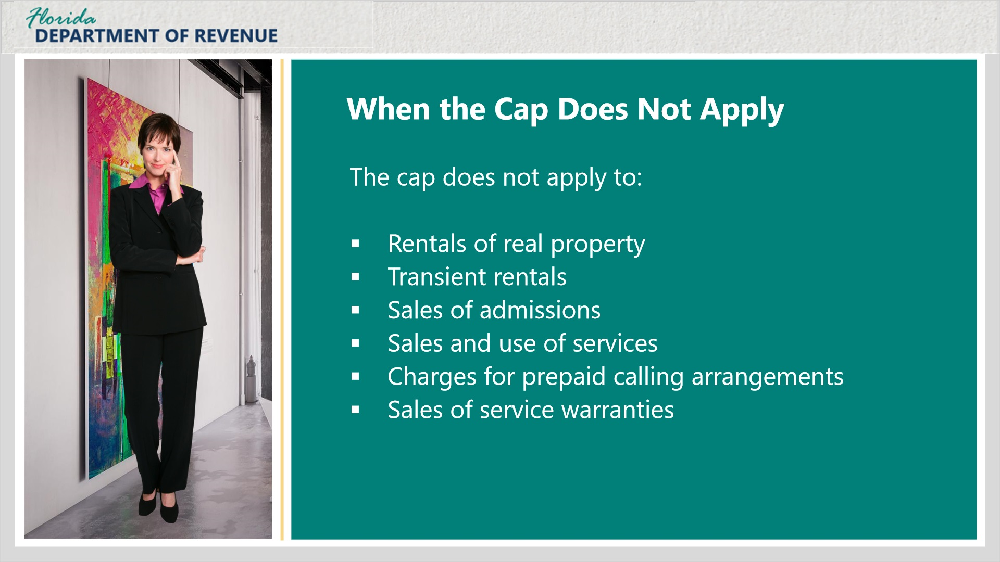 Florida
DEPARTMENT OF REVENUE
When the Cap Does Not Apply
The cap does not apply to:
▪ Rentals of real property
▪ Transient rentals
▪ Sales of admissions
▪ Sales and use of services
▪ Charges for prepaid calling arrangements
▪ Sales of service warranties